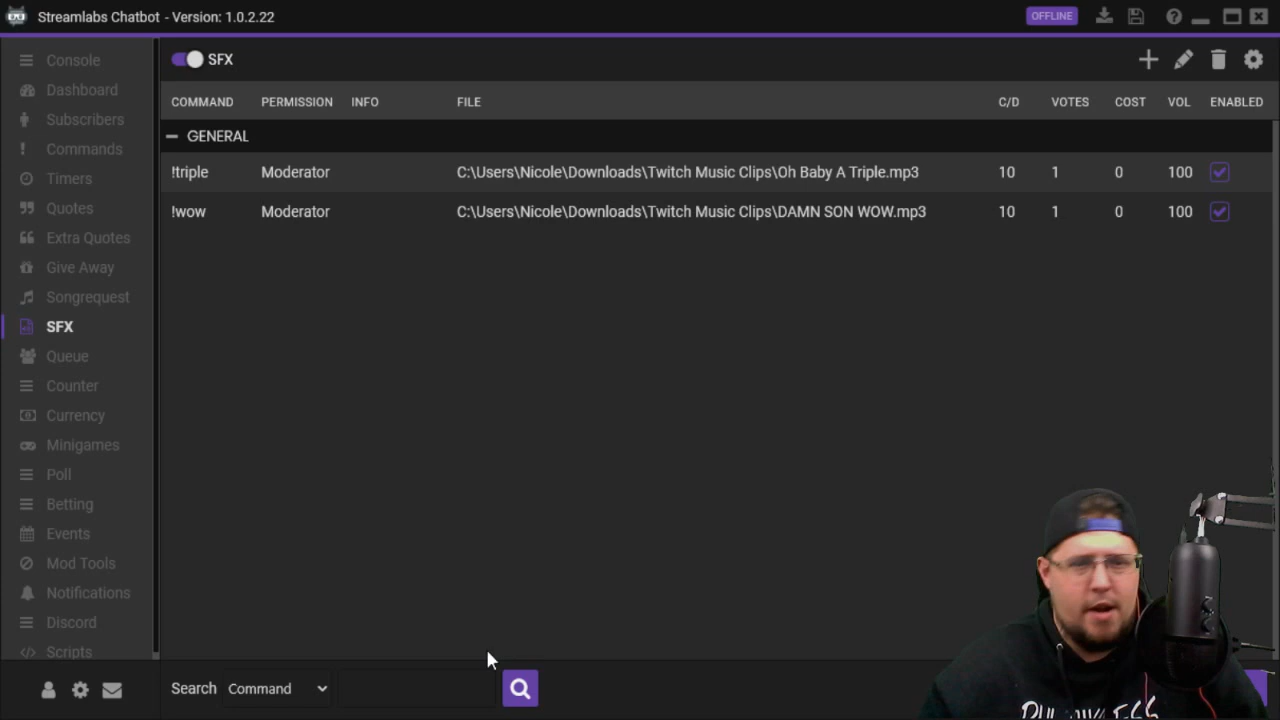 Streamlabs Chatbot - Version: 1.0.2.22
OFFLINE
Console
Dashboard
Subscribers
Commands
Timers
Quotes
Extra Quotes
Give Away
Songrequest
SFX
Queue
Counter
Currency
Minigames
Poll
Betting
Events
Mod Tools
Notifications
Discord
Scripts
SFX
COMMAND PERMISSION INFO FILE C/D VOTES COST VOL ENABLED
GENERAL
!triple Moderator C:\Users\Nicole\Downloads\Twitch Music Clips\Oh Baby A Triple.mp3 10 1 0 100
!wow Moderator C:\Users\Nicole\Downloads\Twitch Music Clips\DAMN SON WOW.mp3 10 1 0 100
Search Command